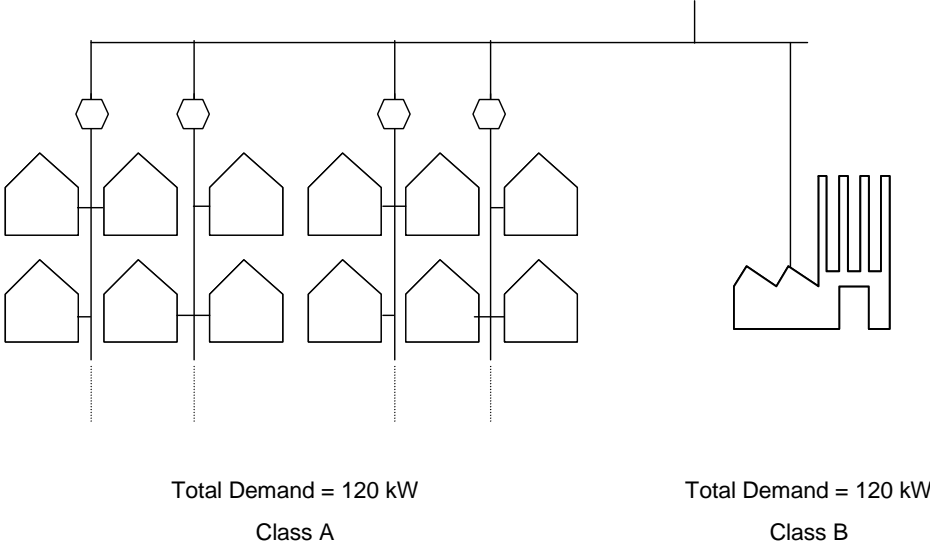 Total Demand = 120 kW
Total Demand = 120 kW
Class A
Class B